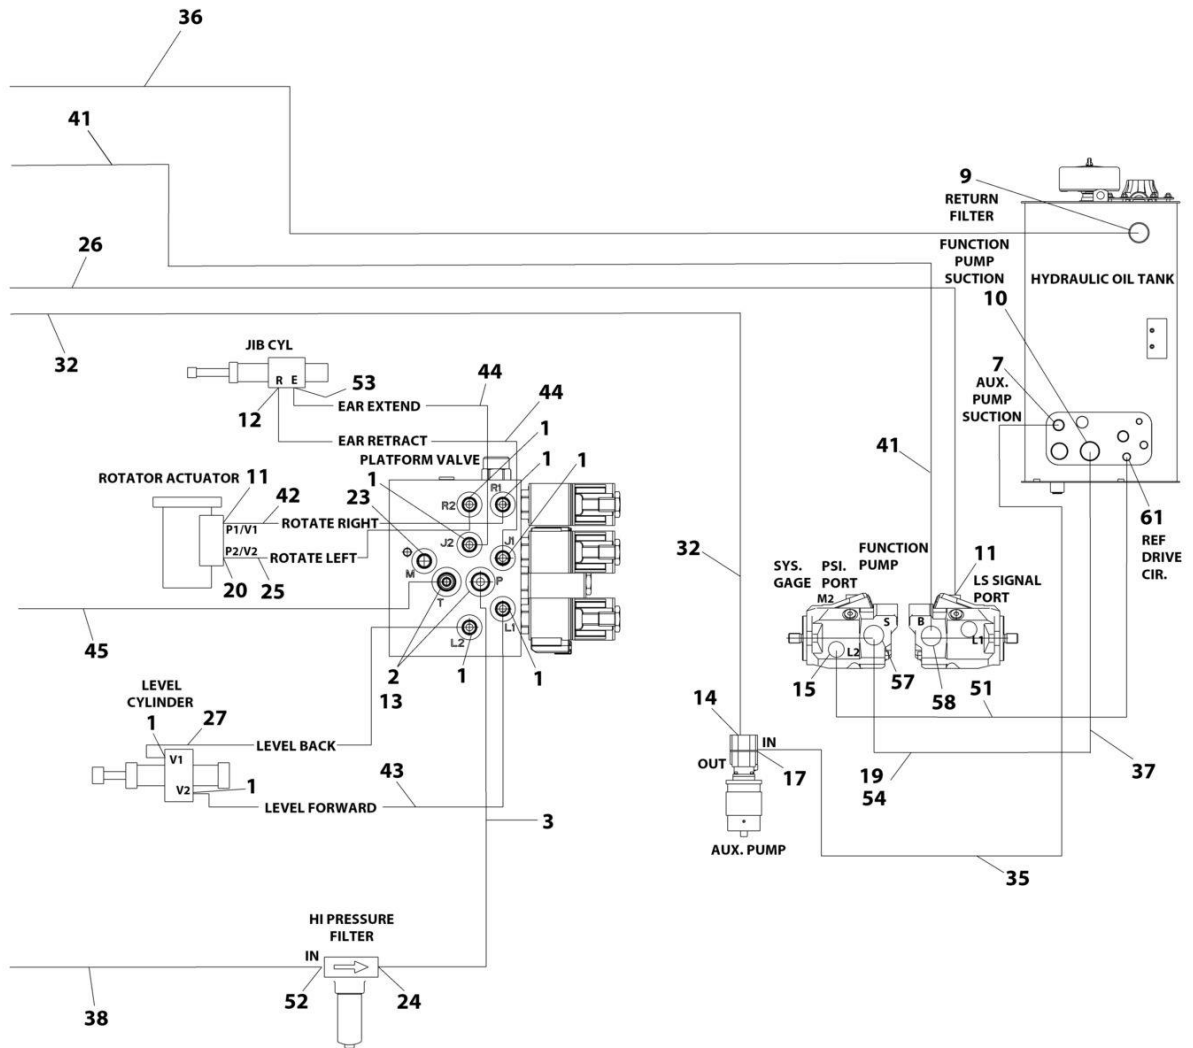 36
41
9
RETURN
FILTER
26
FUNCTION
PUMP
SUCTION
HYDRAULIC OIL TANK
10
32
JIB CYL
R E
53
12
EAR EXTEND
44
44
EAR RETRACT
7
AUX.
PUMP
SUCTION
PLATFORM VALVE
1
1
1
1
41
ROTATOR ACTUATOR
11
42
23
R2
R1
P1/V1
ROTATE RIGHT
J2
J1
P2/V2
ROTATE LEFT
M
20
25
T
P
61
REF
DRIVE
CIR.
32
SYS.
GAGE
PSI.
PORT
M2
FUNCTION
PUMP
11
LS SIGNAL
PORT
45
L2
L1
S
B
L1
L2
2
13
1
1
15
57
58
51
LEVEL
CYLINDER
1
27
V1
LEVEL BACK
V2
1
LEVEL FORWARD
43
14
IN
OUT
17
19
54
37
3
AUX. PUMP
35
HI PRESSURE
FILTER
IN
52
24
38